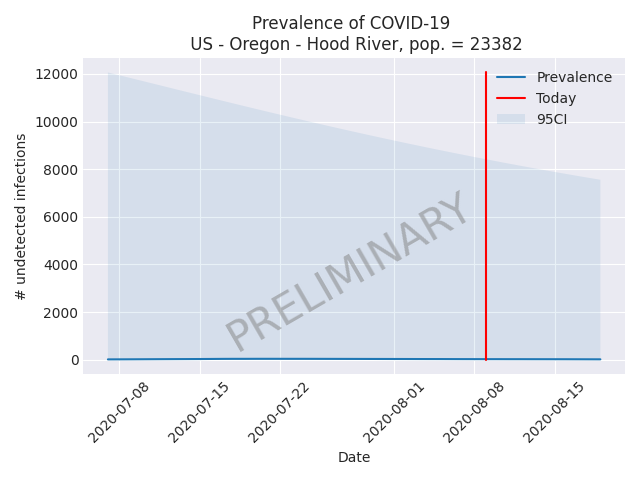 Prevalence of COVID-19
US - Oregon - Hood River, pop. = 23382
12000
10000
8000
6000
4000
2000
0
# undetected infections
Prevalence
Today
95CI
PRELIMINARY
2020-07-08
2020-07-15
2020-07-22
2020-08-01
2020-08-08
2020-08-15
Date